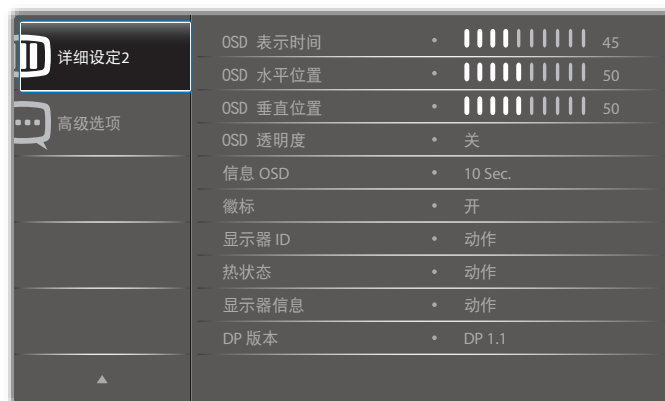 详细设定2
高级选项
OSD 表示时间 • 45
OSD 水平位置 • 50
OSD 垂直位置 • 50
OSD 透明度 • 关
信息 OSD • 10 Sec.
徽标 • 开
显示器 ID • 动作
热状态 • 动作
显示器信息 • 动作
DP 版本 • DP 1.1